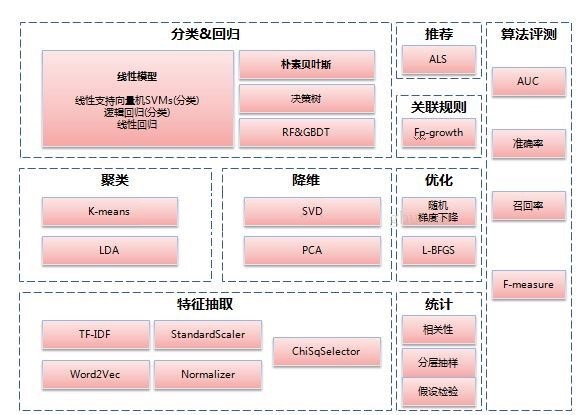 分类&回归
线性模型
线性支持向量机SVMs(分类)
逻辑回归(分类)
线性回归
朴素贝叶斯
决策树
RF&GBDT
推荐
ALS
关联规则
Fp-growth
算法评测
AUC
准确率
召回率
F-measure
聚类
K-means
LDA
降维
SVD
PCA
优化
随机
梯度下降
L-BFGS
特征抽取
TF-IDF
StandardScaler
ChiSqSelector
Word2Vec
Normalizer
统计
相关性
分层抽样
假设检验